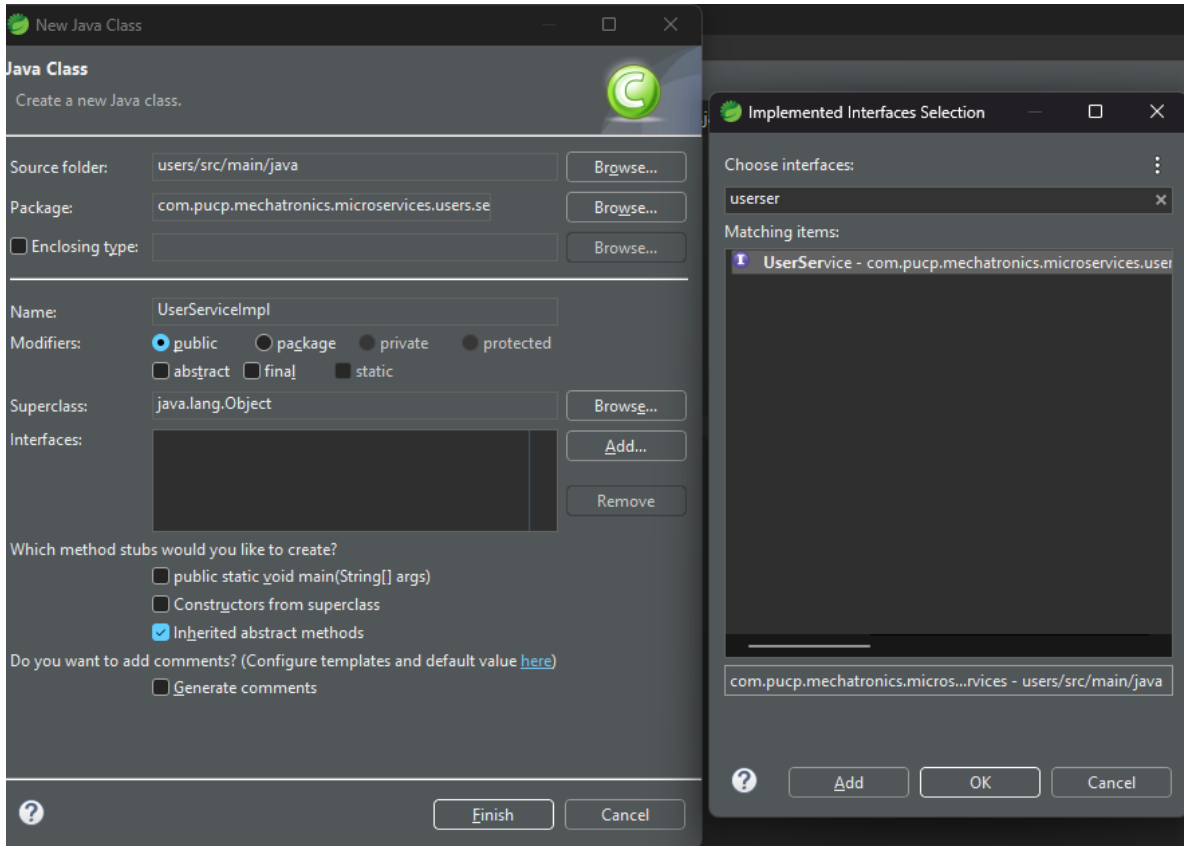 New Java Class
Java Class
Create a new Java class.
Source folder: users/src/main/java Browse...
Package: com.pucp.mechatronics.microservices.users.se Browse...
Enclosing type: Browse...
Name: UserServiceImpl
Modifiers: public package private protected
abstract final static
Superclass: java.lang.Object Browse...
Interfaces: Add...
Remove
Which method stubs would you like to create?
public static void main(String[] args)
Constructors from superclass
Inherited abstract methods
Do you want to add comments? (Configure templates and default value here)
Generate comments
Finish Cancel
Implemented Interfaces Selection
Choose interfaces:
userser
Matching items:
UserService - com.pucp.mechatronics.microservices.user
com.pucp.mechatronics.micros...rvices - users/src/main/java
Add OK Cancel